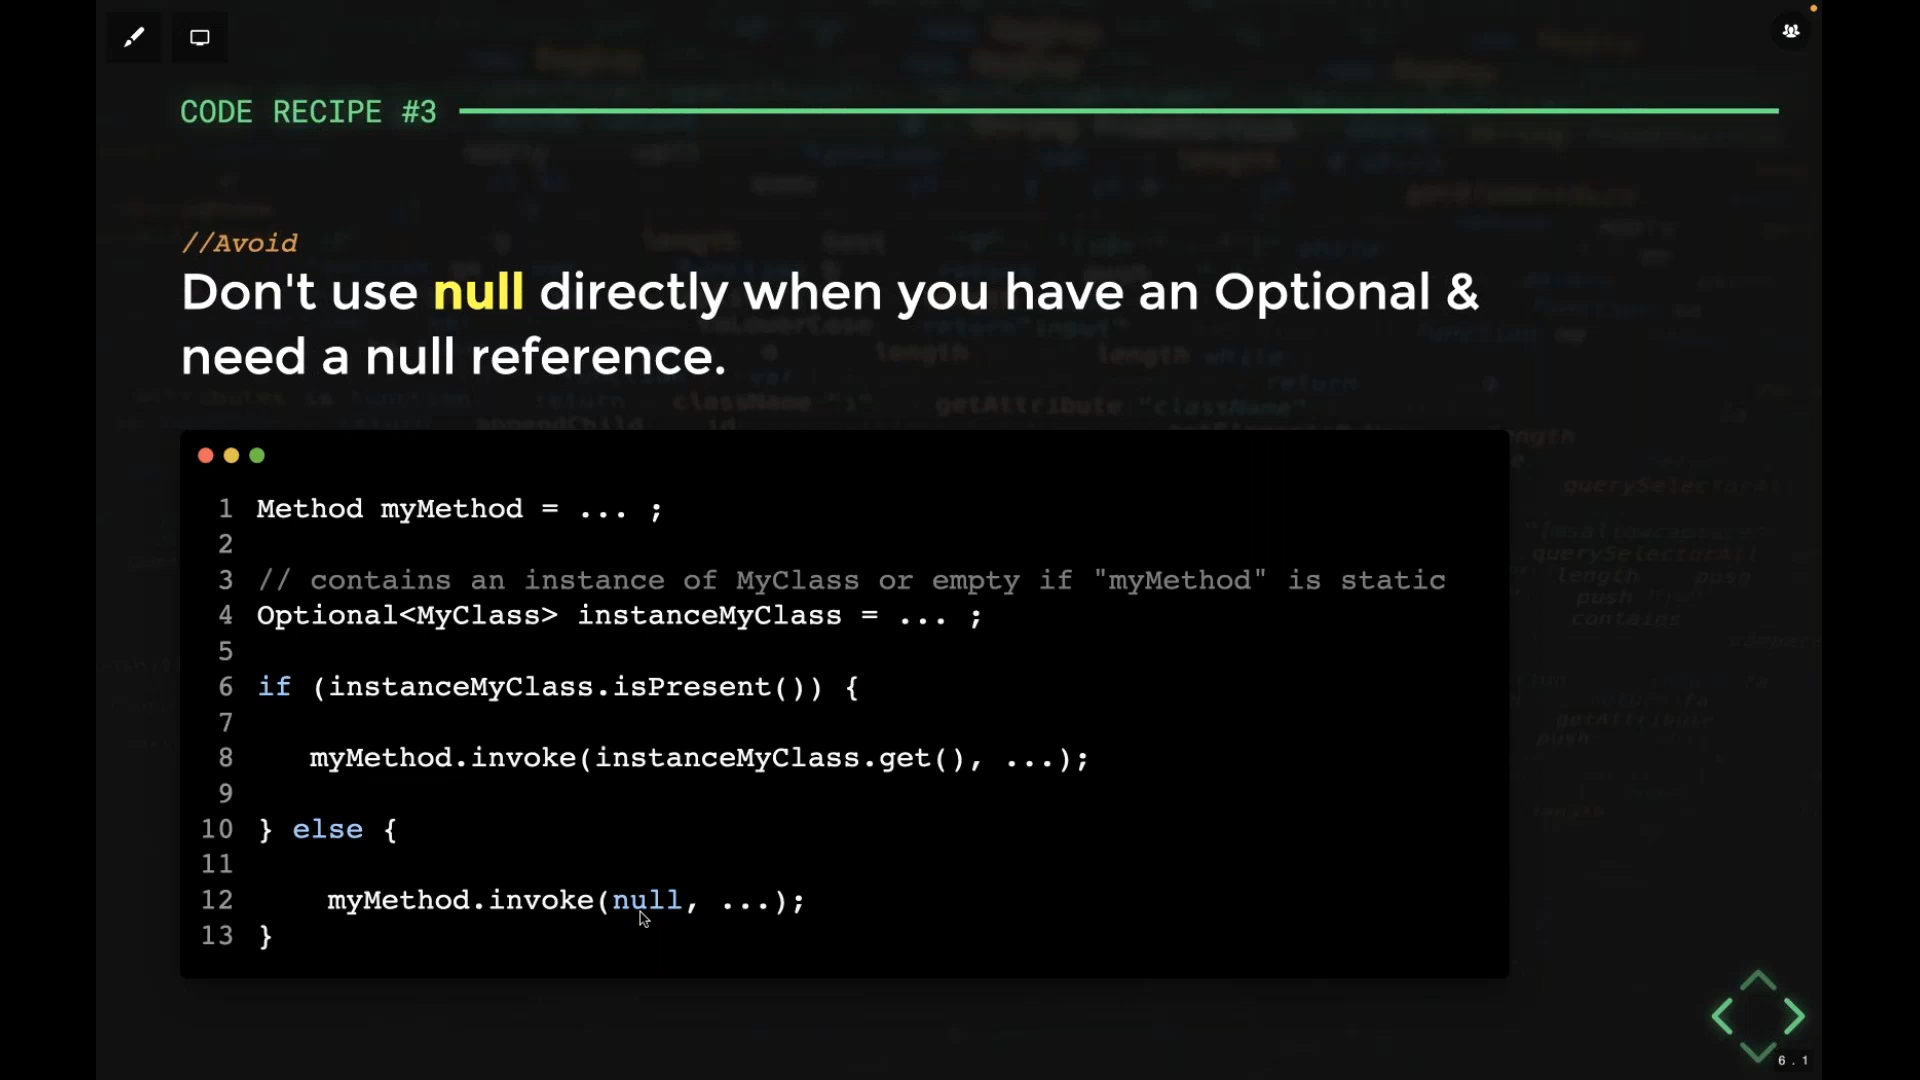 CODE RECIPE #3
//Avoid
Don't use null directly when you have an Optional &
need a null reference.
1 Method myMethod = ... ;
2
3 // contains an instance of MyClass or empty if "myMethod" is static
4 Optional<MyClass> instanceMyClass = ... ;
5
6 if (instanceMyClass.isPresent()) {
7
8 myMethod.invoke(instanceMyClass.get(), ...);
9
10 } else {
11
12 myMethod.invoke(null, ...);
13 }
6.1